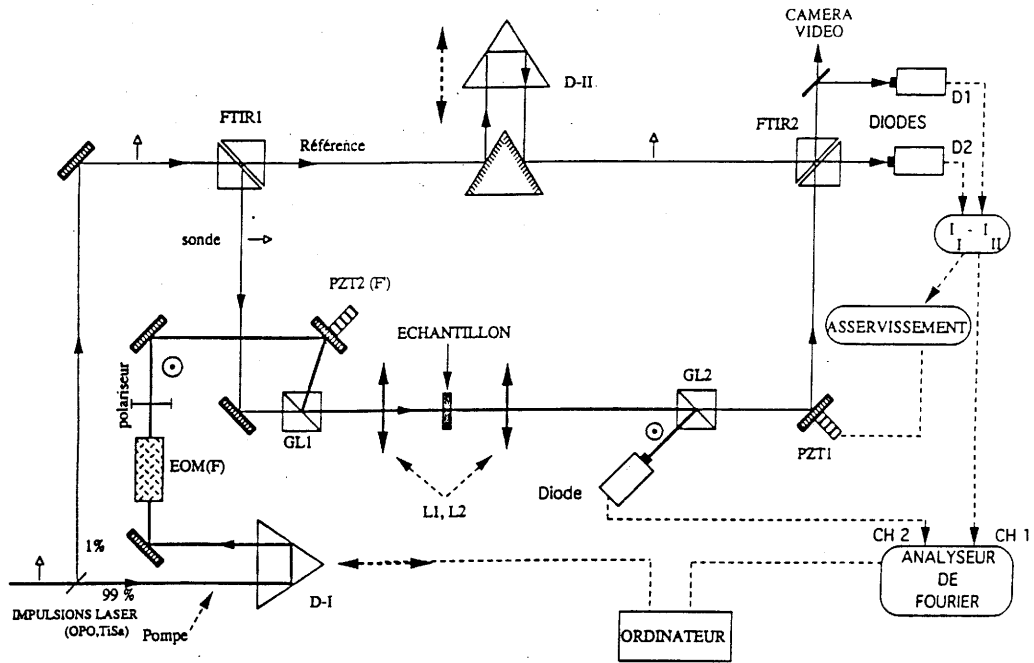 CAMERA
VIDEO
D-II
D1
FTIR1
Référence
FTIR2
DIODES
D2
sonde
I - I
I II
PZT2 (F')
ECHANTILLON
ASSERVISSEMENT
polariseur
GL2
GL1
PZT1
EOM(F)
Diode
L1, L2
1%
CH 2
CH 1
99 %
D-I
ANALYSEUR
DE
FOURIER
IMPULSIONS LASER
(OPO,TiSa)
Pompe
ORDINATEUR